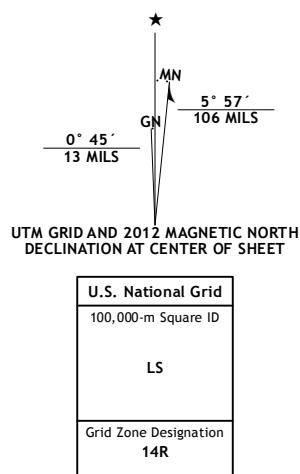 ★
MN
GN
5° 57´
106 MILS
0° 45´
13 MILS
UTM GRID AND 2012 MAGNETIC NORTH
DECLINATION AT CENTER OF SHEET
U.S. National Grid
100,000-m Square ID
LS
Grid Zone Designation
14R